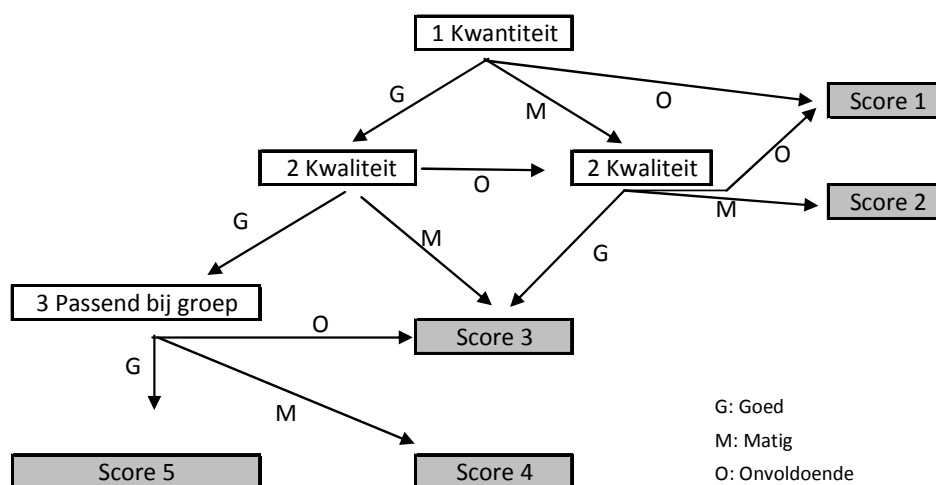 1 Kwantiteit
G
M
O
Score 1
2 Kwaliteit
O
2 Kwaliteit
O
Score 2
M
G
M
G
3 Passend bij groep
O
Score 3
G
M
G: Goed
M: Matig
Score 5
Score 4
O: Onvoldoende